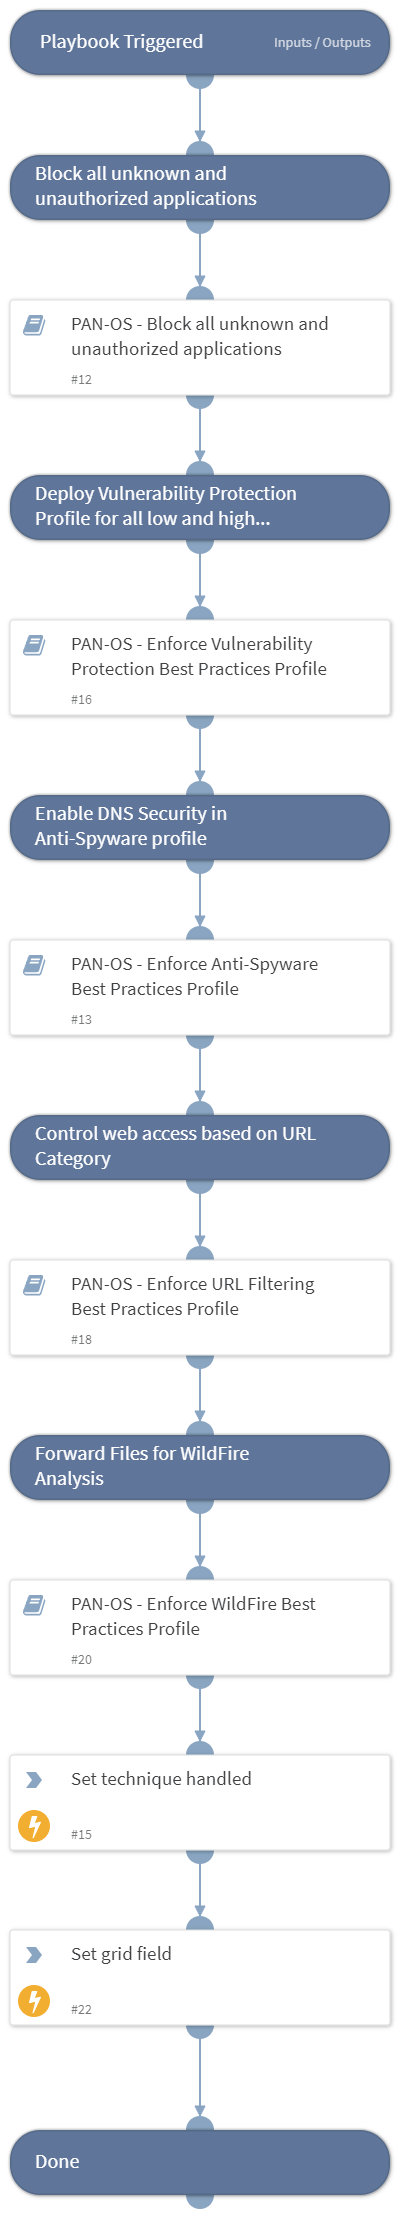 Playbook Triggered
Inputs / Outputs
Block all unknown and
unauthorized applications
PAN-OS - Block all unknown and
unauthorized applications
#12
Deploy Vulnerability Protection
Profile for all low and high...
PAN-OS - Enforce Vulnerability
Protection Best Practices Profile
#16
Enable DNS Security in
Anti-Spyware profile
PAN-OS - Enforce Anti-Spyware
Best Practices Profile
#13
Control web access based on URL
Category
PAN-OS - Enforce URL Filtering
Best Practices Profile
#18
Forward Files for WildFire
Analysis
PAN-OS - Enforce WildFire Best
Practices Profile
#20
Set technique handled
#15
Set grid field
#22
Done